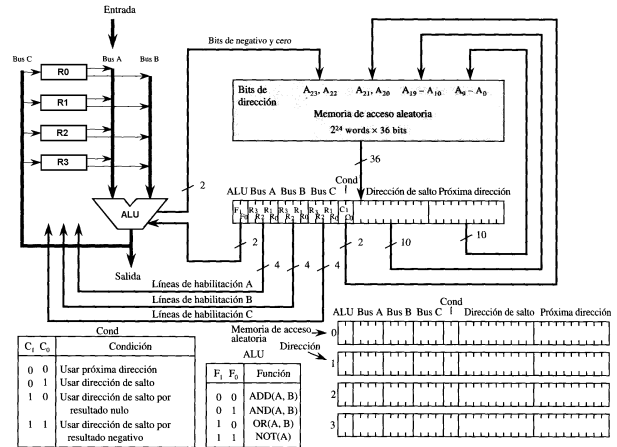 Entrada
Bus C
Bus A
Bus B
R0
R1
R2
R3
ALU
Salida
2
Bits de negativo y cero
Bits de dirección
A23, A22
A21, A20
A19 – A10
A9 – A0
Memoria de acceso aleatoria
2^24 words × 36 bits
36
Cond
ALU Bus A Bus B Bus C
Dirección de salto Próxima dirección
F1 F0 R3 R2 R1 R0 R3 R2 R1 R0 R3 R2 R1 R0 C1 C0
2
4
4
4
2
10
10
Líneas de habilitación A
Líneas de habilitación B
Líneas de habilitación C
Cond
C1 C0 Condición
0 0 Usar próxima dirección
0 1 Usar dirección de salto
1 0 Usar dirección de salto por
resultado nulo
1 1 Usar dirección de salto por
resultado negativo
ALU
F1 F0 Función
0 0 ADD(A, B)
0 1 AND(A, B)
1 0 OR(A, B)
1 1 NOT(A)
Memoria de acceso
aleatoria
Dirección
Cond
ALU Bus A Bus B Bus C Dirección de salto Próxima dirección
0
1
2
3